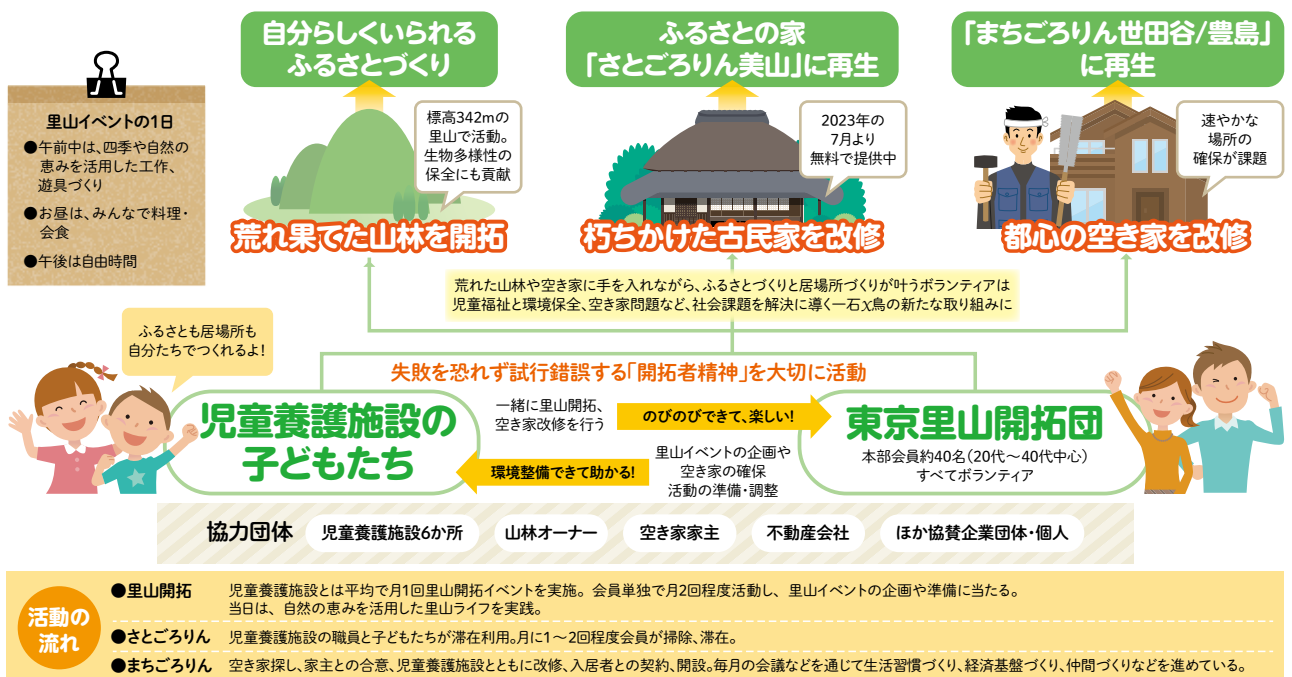 自分らしくいられる
ふるさとづくり
ふるさとの家
「さとごろりん美山」に再生
「まちごろりん世田谷/豊島」
に再生
里山イベントの1日
●午前中は、四季や自然の
恵みを活用した工作、
遊具づくり
●お昼は、みんなで料理・
会食
●午後は自由時間
標高342mの
里山で活動。
生物多様性の
保全にも貢献
2023年の
7月より
無料で提供中
速やかな
場所の
確保が課題
荒れ果てた山林を開拓
朽ちかけた古民家を改修
都心の空き家を改修
荒れた山林や空き家に手を入れながら、ふるさとづくりと居場所づくりが叶うボランティアは
児童福祉と環境保全、空き家問題など、社会課題を解決に導く一石χ鳥の新たな取り組みに
ふるさとも居場所も
自分たちでつくれるよ!
失敗を恐れず試行錯誤する「開拓者精神」を大切に活動
児童養護施設の
子どもたち
一緒に里山開拓、
空き家改修を行う
のびのびできて、楽しい!
環境整備できて助かる!
里山イベントの企画や
空き家の確保
活動の準備・調整
東京里山開拓団
本部会員約40名(20代〜40代中心)
すべてボランティア
協力団体
児童養護施設6か所
山林オーナー
空き家家主
不動産会社
ほか協賛企業団体・個人
活動の
流れ
●里山開拓 児童養護施設とは平均で月1回里山開拓イベントを実施。会員単独で月2回程度活動し、里山イベントの企画や準備に当たる。
当日は、自然の恵みを活用した里山ライフを実践。
●さとごろりん 児童養護施設の職員と子どもたちが滞在利用。月に1〜2回程度会員が掃除、滞在。
●まちごろりん 空き家探し、家主との合意、児童養護施設とともに改修、入居者との契約、開設。毎月の会議などを通じて生活習慣づくり、経済基盤づくり、仲間づくりなどを進めている。